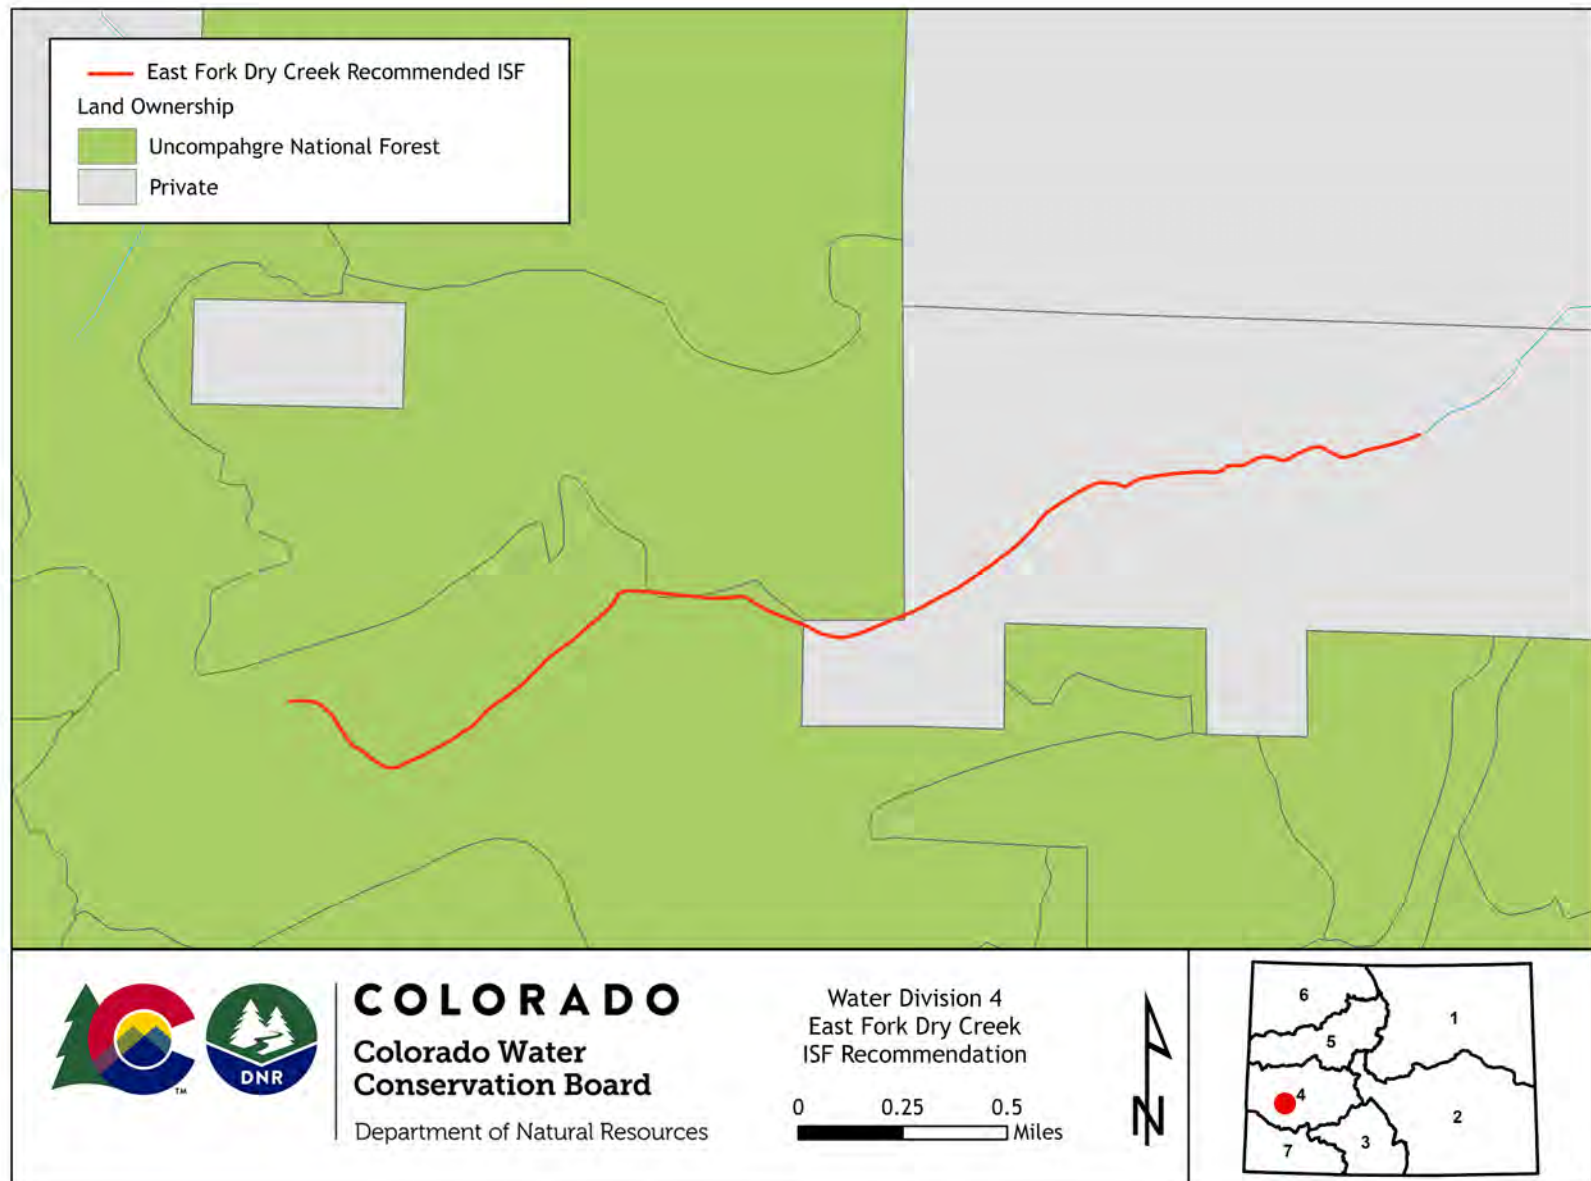 East Fork Dry Creek Recommended ISF
Land Ownership
Uncompahgre National Forest
Private
DNR
TM
COLORADO
Colorado Water
Conservation Board
Department of Natural Resources
Water Division 4
East Fork Dry Creek
ISF Recommendation
0 0.25 0.5
Miles
N
6
1
5
4
2
3
7